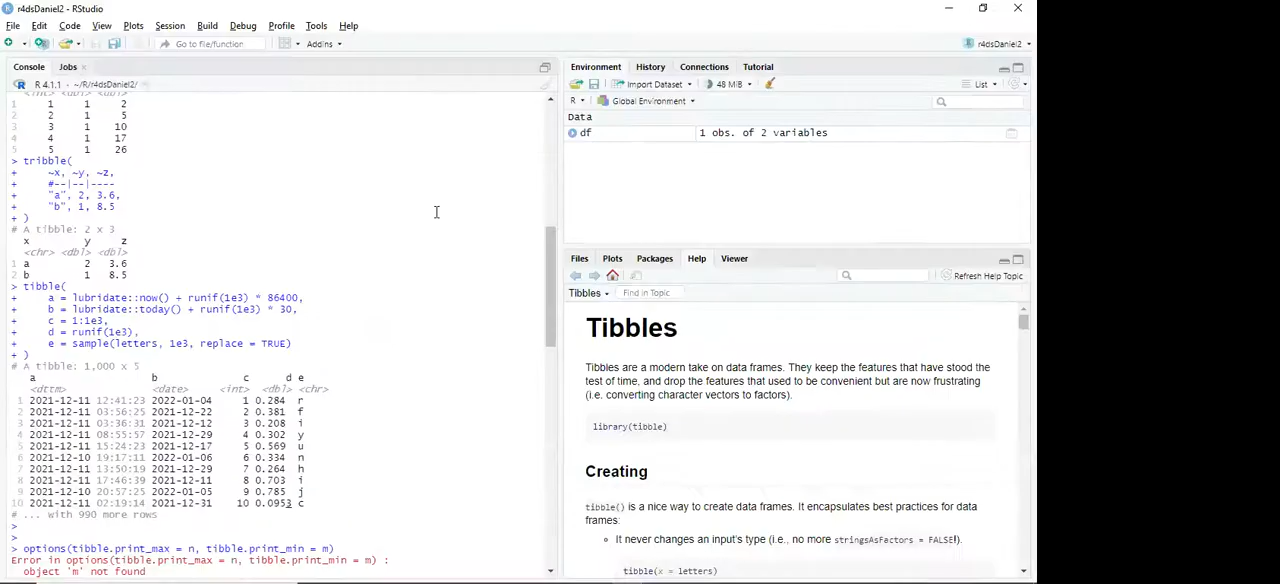 r4dsDaniel2 - RStudio
File Edit Code View Plots Session Build Debug Profile Tools Help
Go to file/function Addins r4dsDaniel2
Console Jobs
R 4.1.1 · ~/R/r4dsDaniel2/
<int> <dbl> <dbl>
1 1 1 2
2 2 1 5
3 3 1 10
4 4 1 17
5 5 1 26
> tribble(
+ ~x, ~y, ~z,
+ #--|--|----
+ "a", 2, 3.6,
+ "b", 1, 8.5
+ )
# A tibble: 2 x 3
x y z
<chr> <dbl> <dbl>
1 a 2 3.6
2 b 1 8.5
> tibble(
+ a = lubridate::now() + runif(1e3) * 86400,
+ b = lubridate::today() + runif(1e3) * 30,
+ c = 1:1e3,
+ d = runif(1e3),
+ e = sample(letters, 1e3, replace = TRUE)
+ )
# A tibble: 1,000 x 5
a b c d e
<dttm> <date> <int> <dbl> <chr>
1 2021-12-11 12:41:23 2022-01-04 1 0.284 r
2 2021-12-11 03:56:25 2021-12-22 2 0.381 f
3 2021-12-11 03:36:31 2021-12-12 3 0.208 i
4 2021-12-11 08:55:57 2021-12-29 4 0.302 y
5 2021-12-11 15:24:23 2021-12-17 5 0.569 u
6 2021-12-10 19:17:11 2022-01-06 6 0.334 n
7 2021-12-11 13:50:19 2021-12-29 7 0.264 h
8 2021-12-11 17:46:39 2021-12-11 8 0.703 i
9 2021-12-10 20:57:25 2022-01-05 9 0.785 j
10 2021-12-11 02:19:14 2021-12-31 10 0.0953 c
# ... with 990 more rows
>
>
> options(tibble.print_max = n, tibble.print_min = m)
Error in options(tibble.print_max = n, tibble.print_min = m) :
object 'm' not found
Environment History Connections Tutorial
Import Dataset 48 MiB List
R Global Environment
Data
df 1 obs. of 2 variables
Files Plots Packages Help Viewer
Refresh Help Topic
Tibbles Find in Topic
Tibbles
Tibbles are a modern take on data frames. They keep the features that have stood the
test of time, and drop the features that used to be convenient but are now frustrating
(i.e. converting character vectors to factors).
library(tibble)
Creating
tibble() is a nice way to create data frames. It encapsulates best practices for data
frames:
It never changes an input's type (i.e., no more stringsAsFactors = FALSE!).
tibble(x = letters)